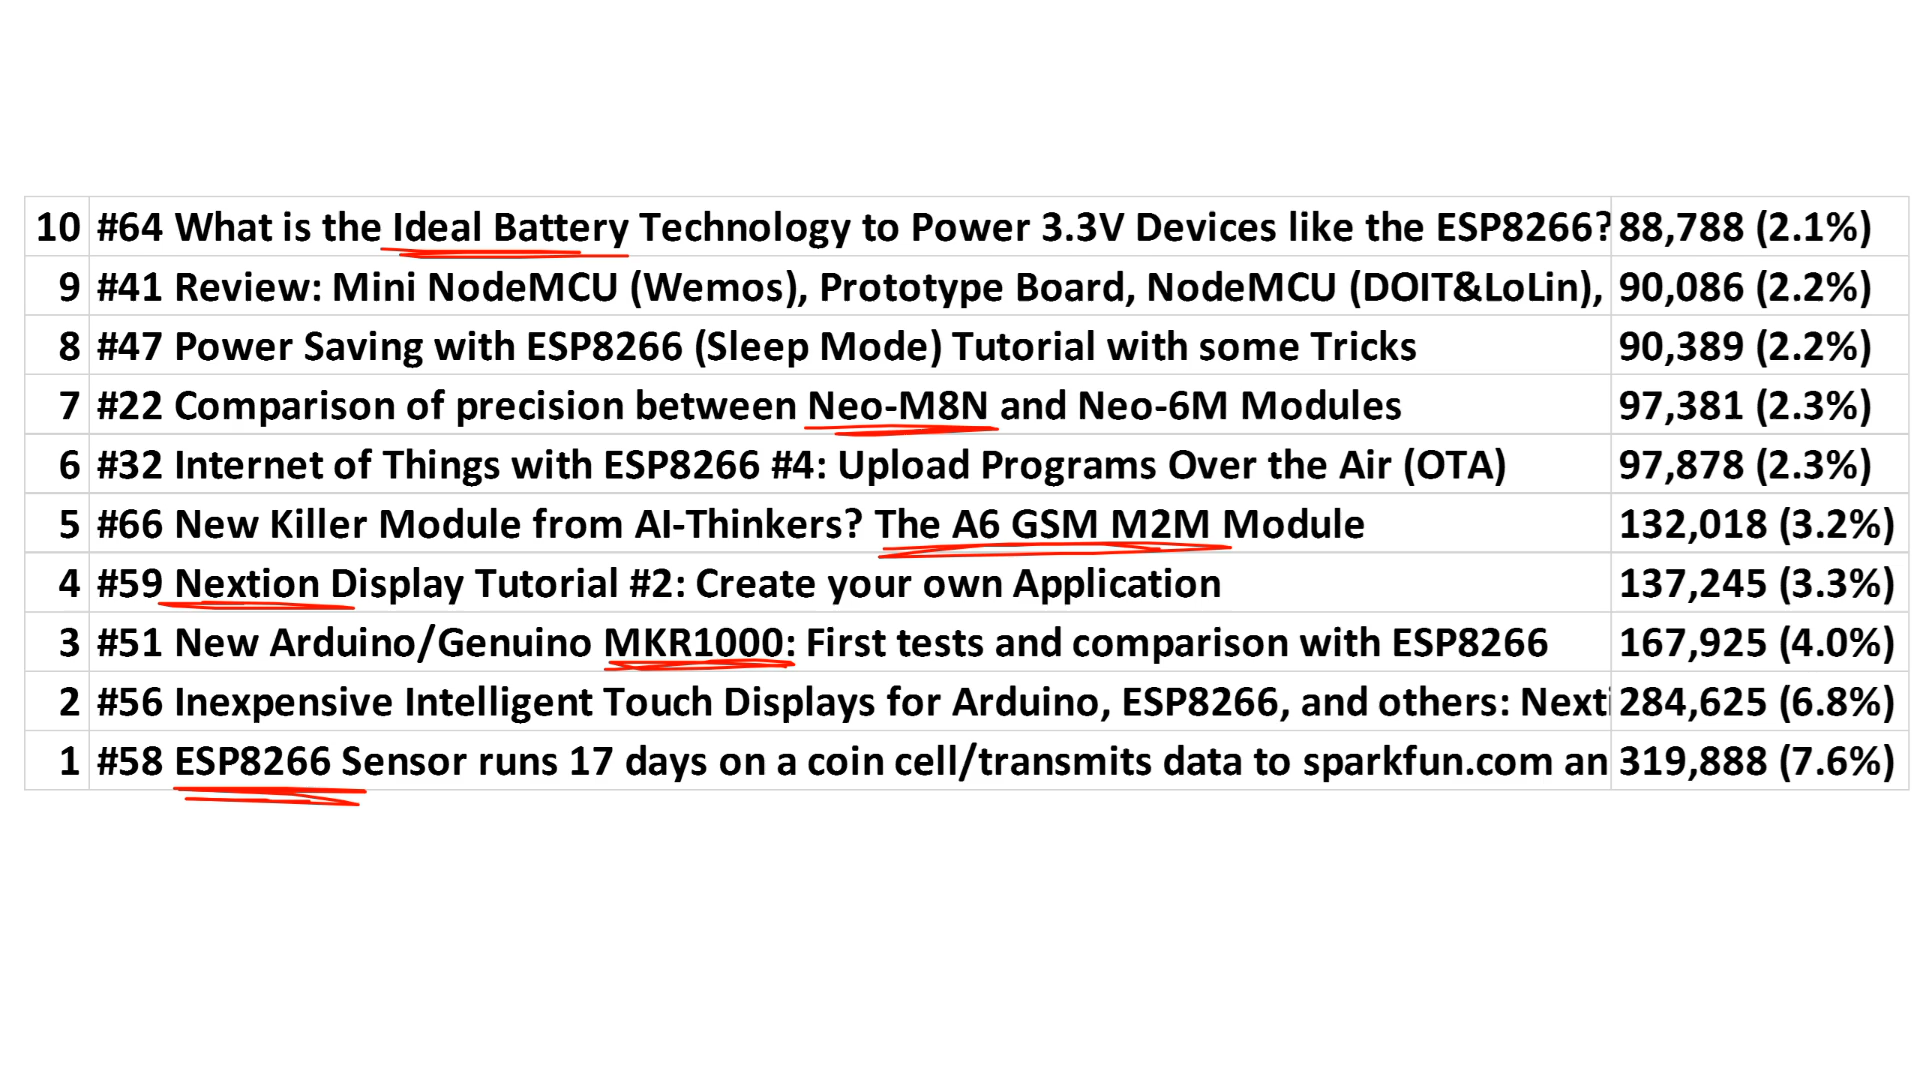 10 #64 What is the Ideal Battery Technology to Power 3.3V Devices like the ESP8266? 88,788 (2.1%)
9 #41 Review: Mini NodeMCU (Wemos), Prototype Board, NodeMCU (DOIT&LoLin), 90,086 (2.2%)
8 #47 Power Saving with ESP8266 (Sleep Mode) Tutorial with some Tricks 90,389 (2.2%)
7 #22 Comparison of precision between Neo-M8N and Neo-6M Modules 97,381 (2.3%)
6 #32 Internet of Things with ESP8266 #4: Upload Programs Over the Air (OTA) 97,878 (2.3%)
5 #66 New Killer Module from AI-Thinkers? The A6 GSM M2M Module 132,018 (3.2%)
4 #59 Nextion Display Tutorial #2: Create your own Application 137,245 (3.3%)
3 #51 New Arduino/Genuino MKR1000: First tests and comparison with ESP8266 167,925 (4.0%)
2 #56 Inexpensive Intelligent Touch Displays for Arduino, ESP8266, and others: Nexti 284,625 (6.8%)
1 #58 ESP8266 Sensor runs 17 days on a coin cell/transmits data to sparkfun.com an 319,888 (7.6%)